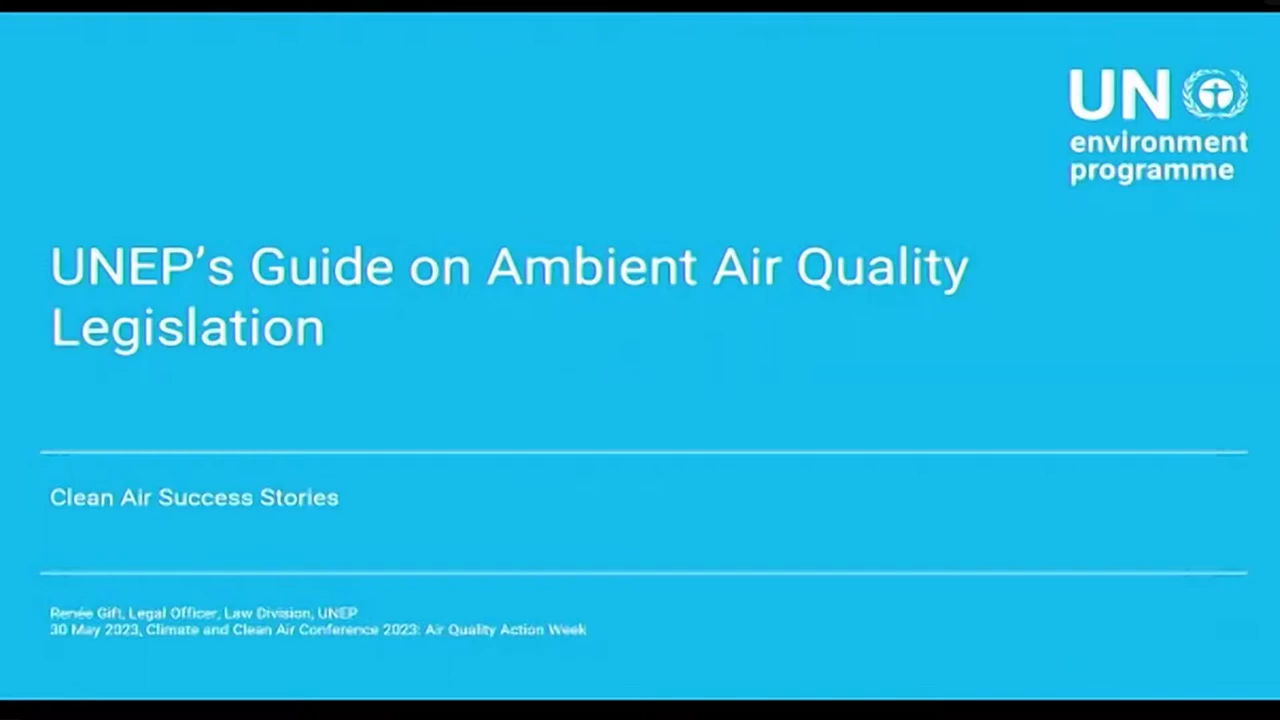 UN
environment
programme
UNEP’s Guide on Ambient Air Quality
Legislation
Clean Air Success Stories
Renée Gift, Legal Officer, Law Division, UNEP
30 May 2023, Climate and Clean Air Conference 2023: Air Quality Action Week